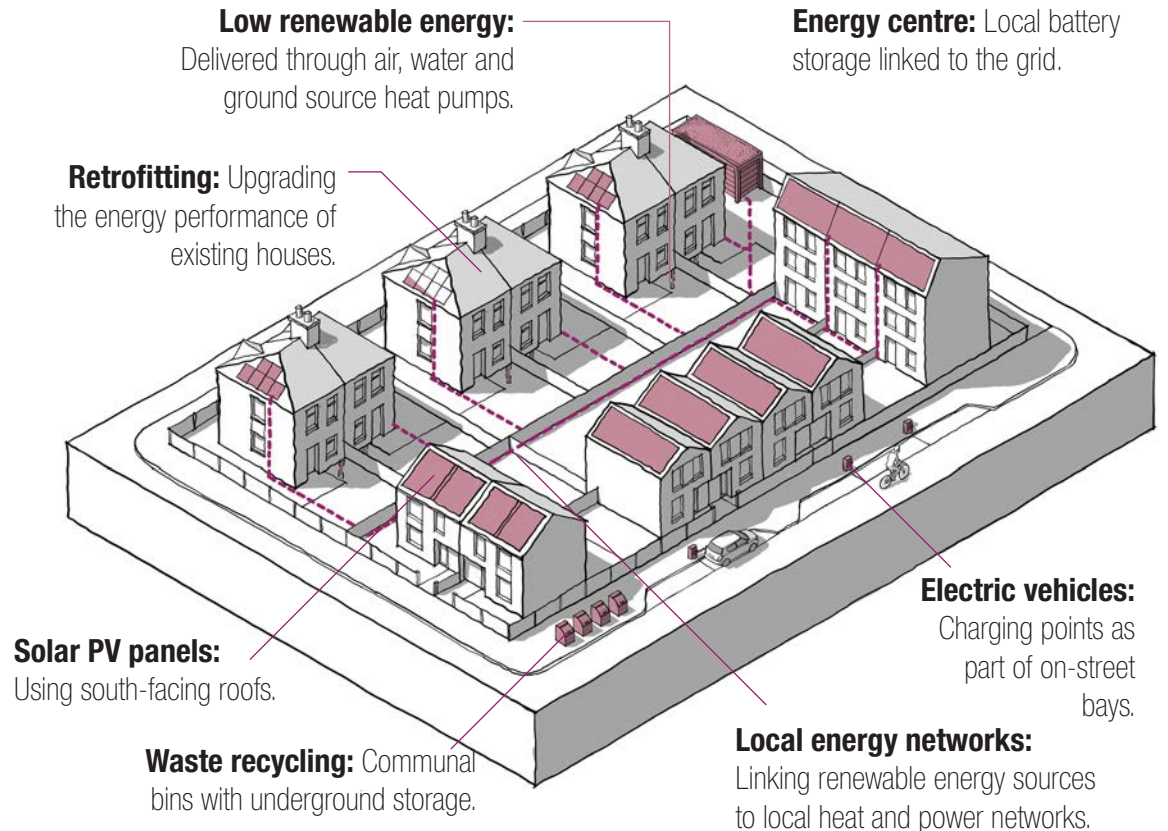 Low renewable energy:
Delivered through air, water and
ground source heat pumps.
Energy centre: Local battery
storage linked to the grid.
Retrofitting: Upgrading
the energy performance of
existing houses.
Solar PV panels:
Using south-facing roofs.
Waste recycling: Communal
bins with underground storage.
Electric vehicles:
Charging points as
part of on-street
bays.
Local energy networks:
Linking renewable energy sources
to local heat and power networks.